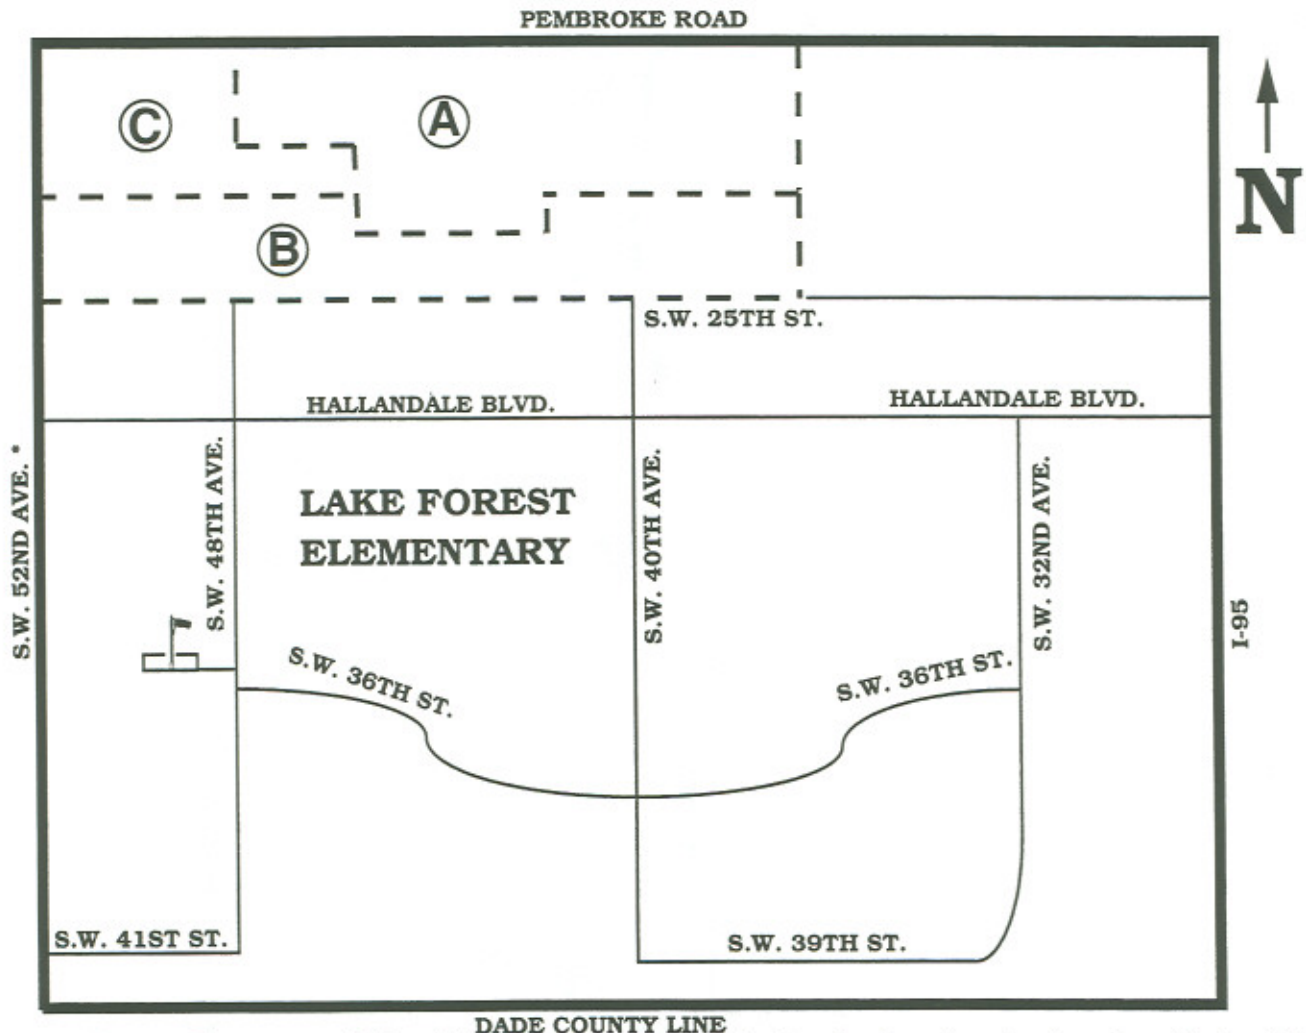 PEMBROKE ROAD
C
A
N
B
S.W. 25TH ST.
HALLANDALE BLVD.
HALLANDALE BLVD.
S.W. 52ND AVE. *
S.W. 48TH AVE.
LAKE FOREST
ELEMENTARY
S.W. 40TH AVE.
S.W. 32ND AVE.
I-95
S.W. 36TH ST.
S.W. 36TH ST.
S.W. 41ST ST.
S.W. 39TH ST.
DADE COUNTY LINE